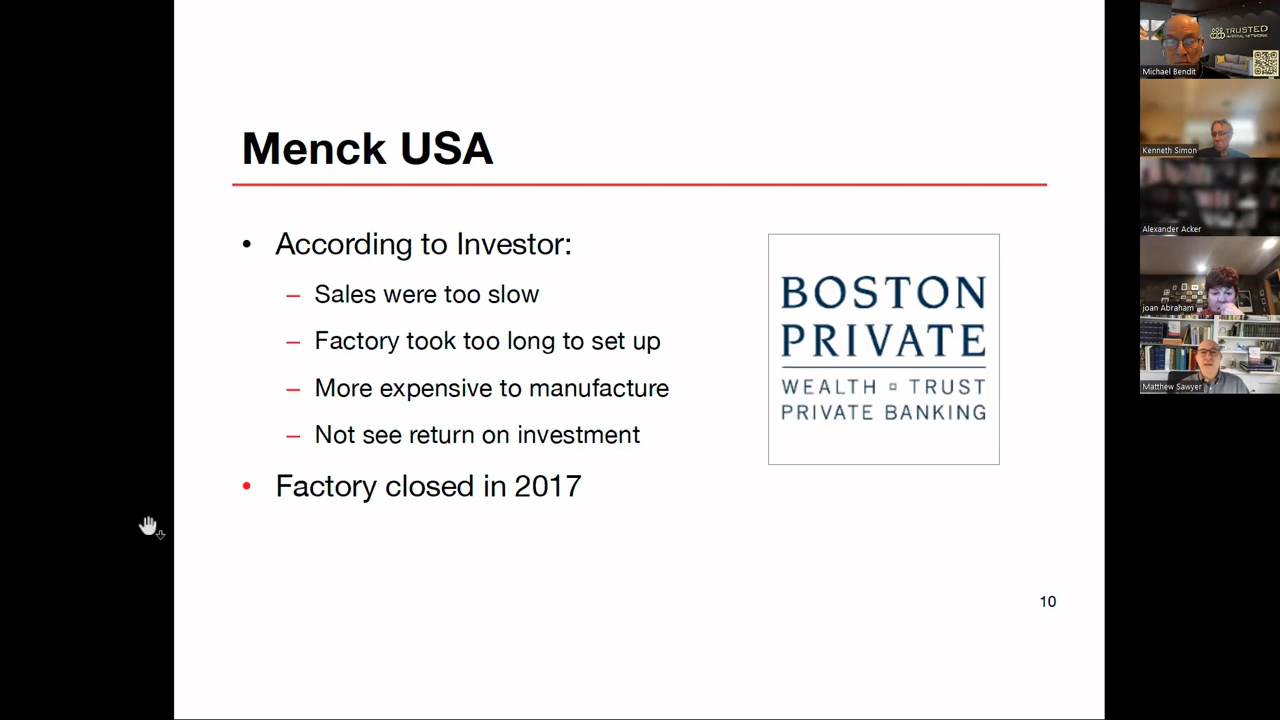 Menck USA
• According to Investor:
– Sales were too slow
– Factory took too long to set up
– More expensive to manufacture
– Not see return on investment
• Factory closed in 2017
BOSTON
PRIVATE
WEALTH ▫ TRUST
PRIVATE BANKING
10
TRUSTED
Michael Bendit
Kenneth Simon
Alexander Acker
joan Abraham
Matthew Sawyer